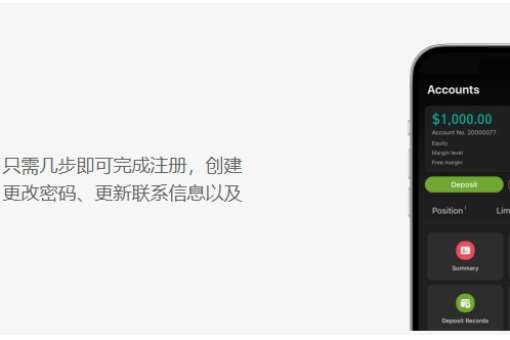 只需几步即可完成注册，创建
更改密码、更新联系信息以及
Accounts
$1,000.00
Account No. 20000077
Equity
Margin level
Free margin
Deposit
Position 1
Lim
Summary
Deposit Records